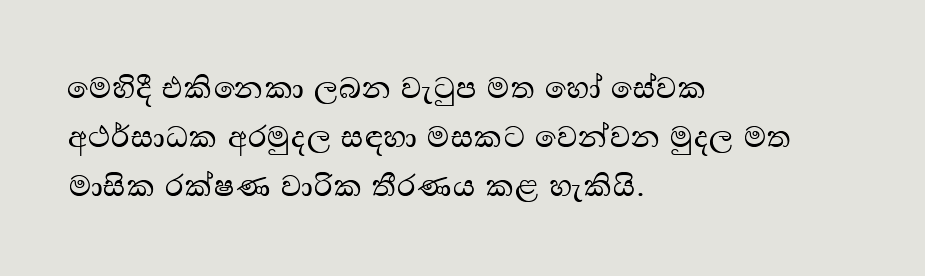 මෙහිදී එකිනෙකා ලබන වැටුප මත හෝ සේවක
අර්ථසාධක අරමුදල සඳහා මසකට වෙන්වන මුදල මත
මාසික රක්ෂණ වාරික තීරණය කළ හැකියි.